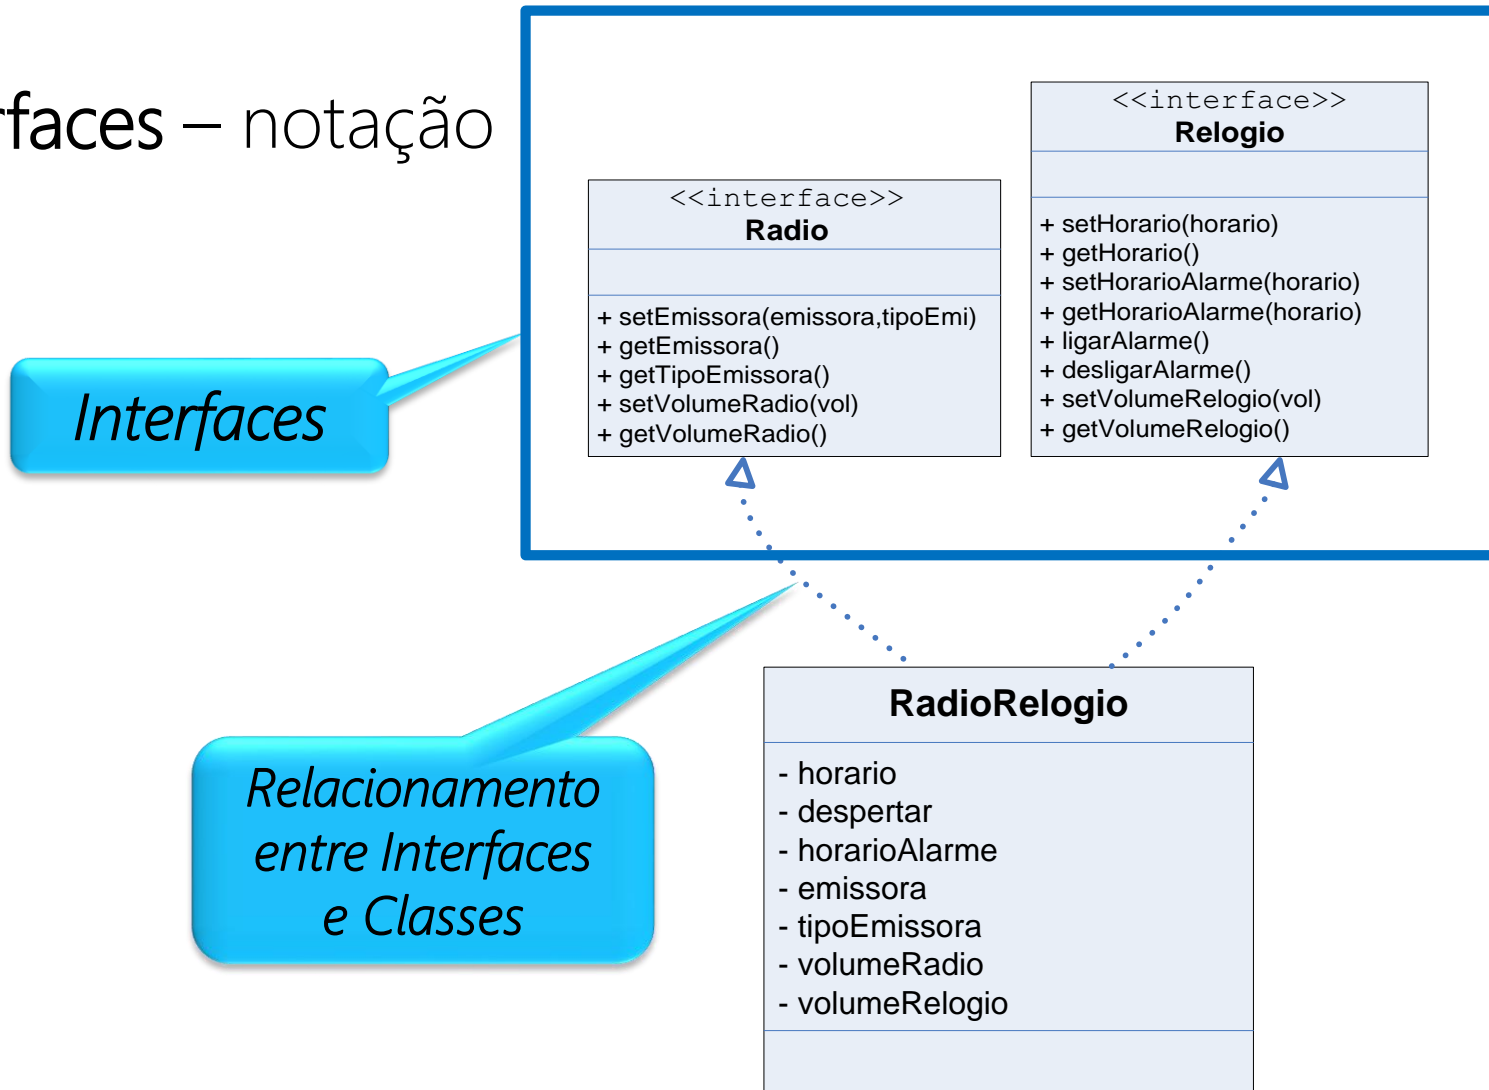 rfaces – notação
<<interface>>
Radio
+ setEmissora(emissora,tipoEmi)
+ getEmissora()
+ getTipoEmissora()
+ setVolumeRadio(vol)
+ getVolumeRadio()
<<interface>>
Relogio
+ setHorario(horario)
+ getHorario()
+ setHorarioAlarme(horario)
+ getHorarioAlarme(horario)
+ ligarAlarme()
+ desligarAlarme()
+ setVolumeRelogio(vol)
+ getVolumeRelogio()
Interfaces
Relacionamento
entre Interfaces
e Classes
RadioRelogio
- horario
- despertar
- horarioAlarme
- emissora
- tipoEmissora
- volumeRadio
- volumeRelogio